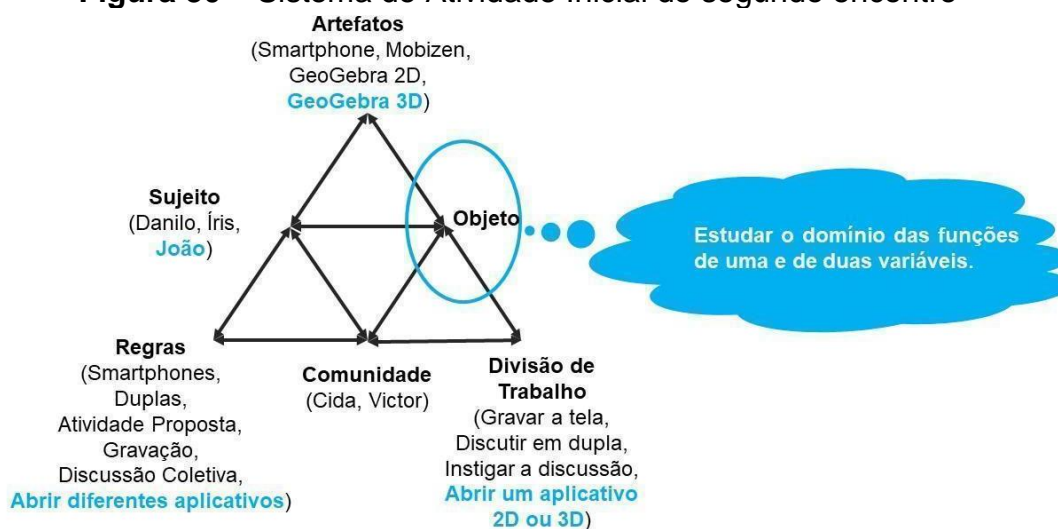 Sistema de Atividade Inicial do segundo encontro
Artefatos
(Smartphone, Mobizen,
GeoGebra 2D,
GeoGebra 3D)
Sujeito
(Danilo, Íris,
João)
Objeto
Estudar o domínio das funções
de uma e de duas variáveis.
Regras
(Smartphones,
Duplas,
Atividade Proposta,
Gravação,
Discussão Coletiva,
Abrir diferentes aplicativos)
Comunidade
(Cida, Victor)
Divisão de
Trabalho
(Gravar a tela,
Discutir em dupla,
Instigar a discussão,
Abrir um aplicativo
2D ou 3D)